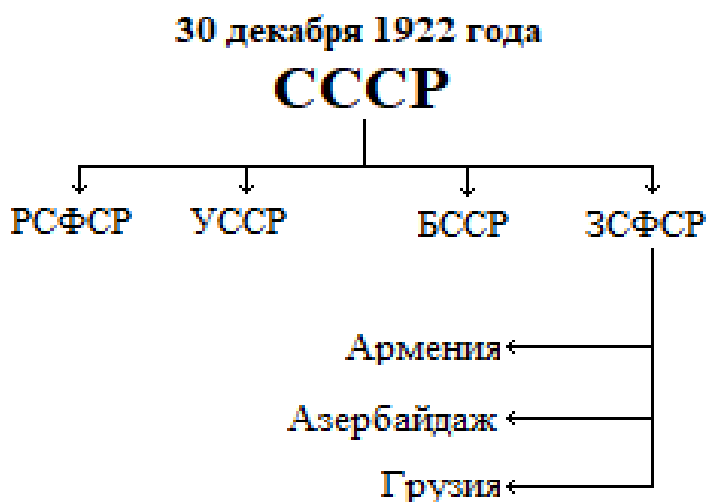 30 декабря 1922 года
СССР
РСФСР УССР БССР ЗСФСР
Армения
Азербайдаж
Грузия